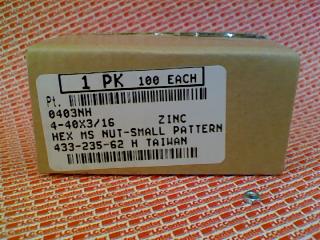 1 PK 100 EACH
Pt.
0403NH
4-40X3/16 ZINC
HEX MS NUT-SMALL PATTERN
433-235-62 H TAIWAN